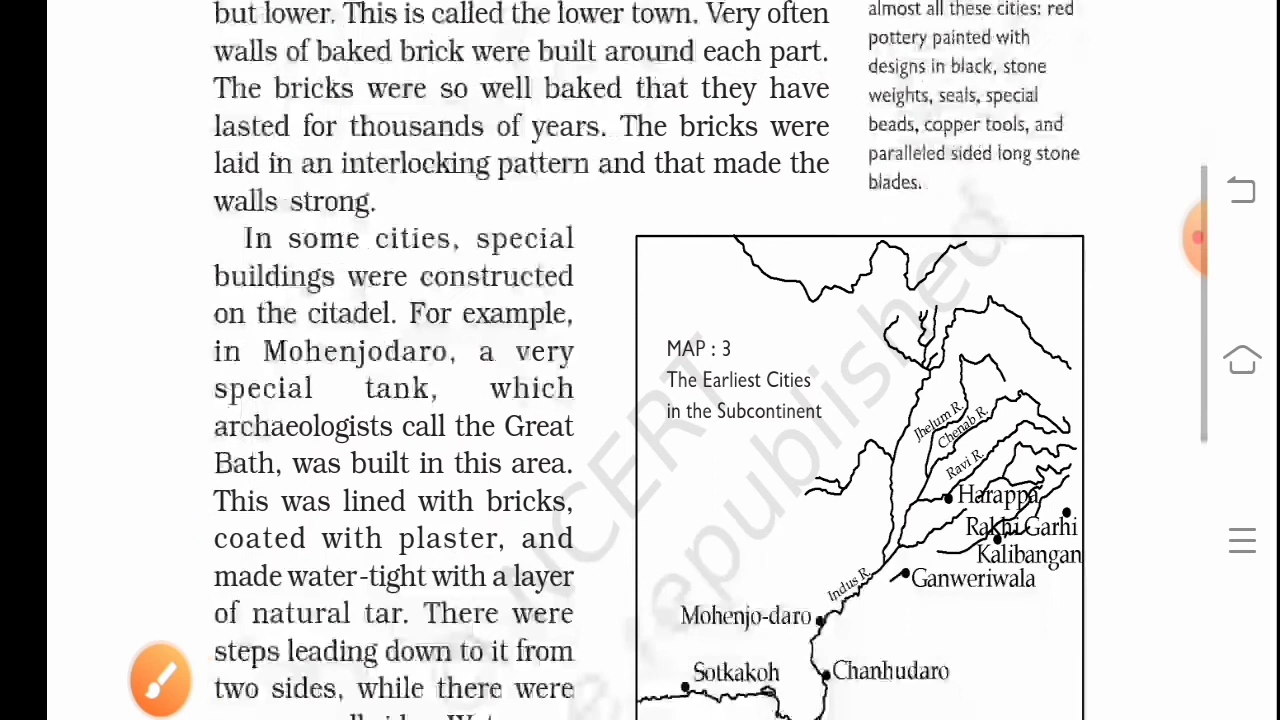 but lower. This is called the lower town. Very often
walls of baked brick were built around each part.
The bricks were so well baked that they have
lasted for thousands of years. The bricks were
laid in an interlocking pattern and that made the
walls strong.
In some cities, special
buildings were constructed
on the citadel. For example,
in Mohenjodaro, a very
special tank, which
archaeologists call the Great
Bath, was built in this area.
This was lined with bricks,
coated with plaster, and
made water-tight with a layer
of natural tar. There were
steps leading down to it from
two sides, while there were
almost all these cities: red
pottery painted with
designs in black, stone
weights, seals, special
beads, copper tools, and
paralleled sided long stone
blades.
MAP : 3
The Earliest Cities
in the Subcontinent
Jhelum R.
Chenab R.
Ravi R.
Harappa
Rakhi Garhi
Kalibangan
Ganweriwala
Indus R.
Mohenjo-daro
Sotkakoh
Chanhudaro
NCERT
republished